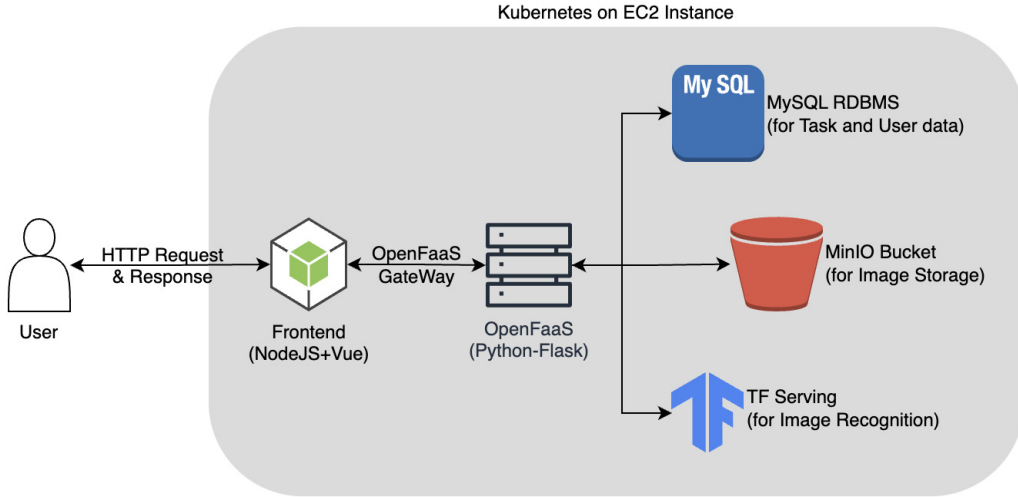 Kubernetes on EC2 Instance
My SQL
MySQL RDBMS
(for Task and User data)
HTTP Request
& Response
OpenFaaS
GateWay
MinIO Bucket
(for Image Storage)
User
Frontend
(NodeJS+Vue)
OpenFaaS
(Python-Flask)
TF Serving
(for Image Recognition)